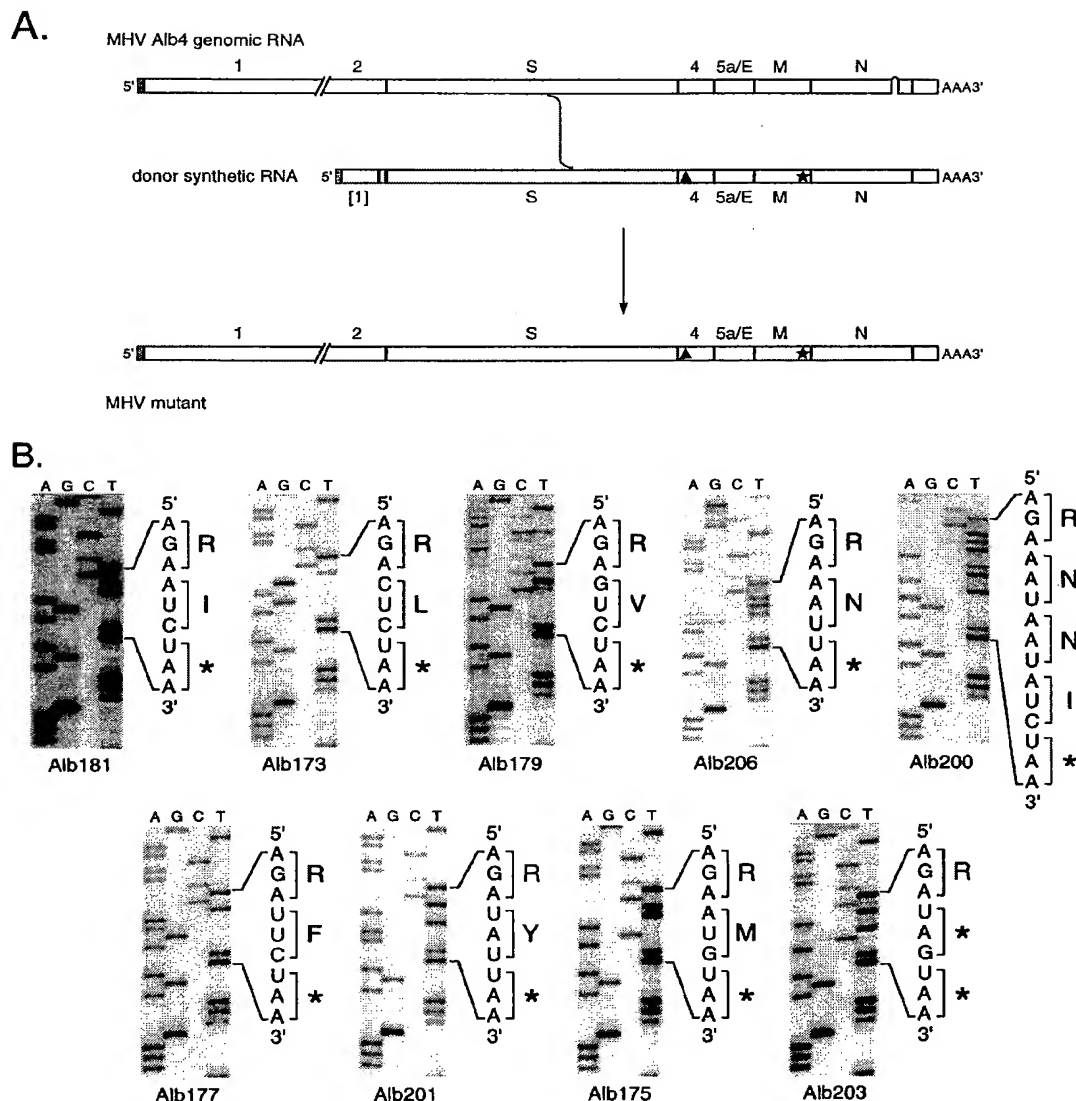 A.
MHV Alb4 genomic RNA
1 2 S 4 5a/E M N
5' AAA3'
donor synthetic RNA 5' AAA3'
[1] S 4 5a/E M N
1 2 S 4 5a/E M N
5' AAA3'
MHV mutant
B.
A G C T
5'
A
G
A
A
U
C
U
A
A
3'
R
I
*
Alb181
A G C T
5'
A
G
A
C
U
C
U
A
A
3'
R
L
*
Alb173
A G C T
5'
A
G
A
G
U
C
U
A
A
3'
R
V
*
Alb179
A G C T
5'
A
G
A
A
A
U
U
A
A
3'
R
N
*
Alb206
A G C T
5'
A
G
A
A
A
U
A
A
U
A
U
C
U
A
A
3'
R
N
N
I
*
Alb200
A G C T
5'
A
G
A
U
U
C
U
A
A
3'
R
F
*
Alb177
A G C T
5'
A
G
A
U
A
U
U
A
A
3'
R
Y
*
Alb201
A G C T
5'
A
G
A
A
U
G
U
A
A
3'
R
M
*
Alb175
A G C T
5'
A
G
A
U
A
G
U
A
A
3'
R
*
*
Alb203